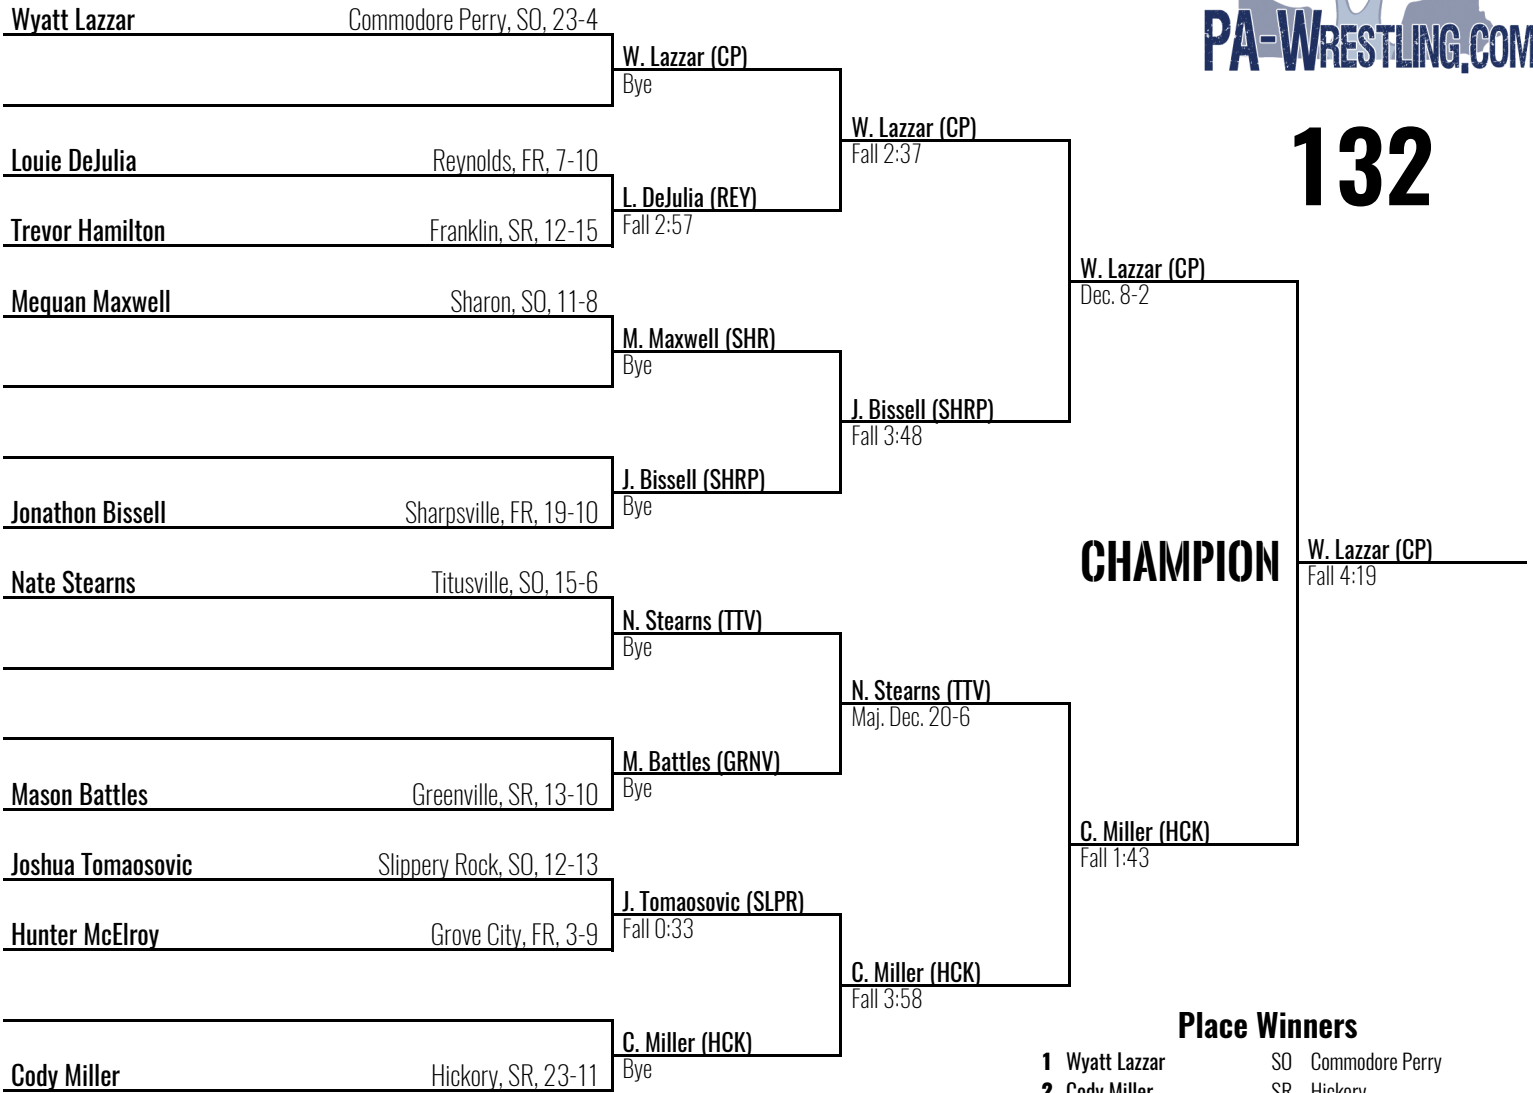 PA-WRESTLING.COM
132
Wyatt Lazzar Commodore Perry, SO, 23-4
W. Lazzar (CP)
Bye
W. Lazzar (CP)
Fall 2:37
Louie DeJulia Reynolds, FR, 7-10
L. DeJulia (REY)
Fall 2:57
Trevor Hamilton Franklin, SR, 12-15
W. Lazzar (CP)
Dec. 8-2
Mequan Maxwell Sharon, SO, 11-8
M. Maxwell (SHR)
Bye
J. Bissell (SHRP)
Fall 3:48
J. Bissell (SHRP)
Bye
Jonathon Bissell Sharpsville, FR, 19-10
CHAMPION
W. Lazzar (CP)
Fall 4:19
Nate Stearns Titusville, SO, 15-6
N. Stearns (TTV)
Bye
N. Stearns (TTV)
Maj. Dec. 20-6
M. Battles (GRNV)
Bye
Mason Battles Greenville, SR, 13-10
C. Miller (HCK)
Fall 1:43
Joshua Tomaosovic Slippery Rock, SO, 12-13
J. Tomaosovic (SLPR)
Fall 0:33
Hunter McElroy Grove City, FR, 3-9
C. Miller (HCK)
Fall 3:58
C. Miller (HCK)
Bye
Cody Miller Hickory, SR, 23-11
Place Winners
1 Wyatt Lazzar SO Commodore Perry
2 Cody Miller SR Hickory